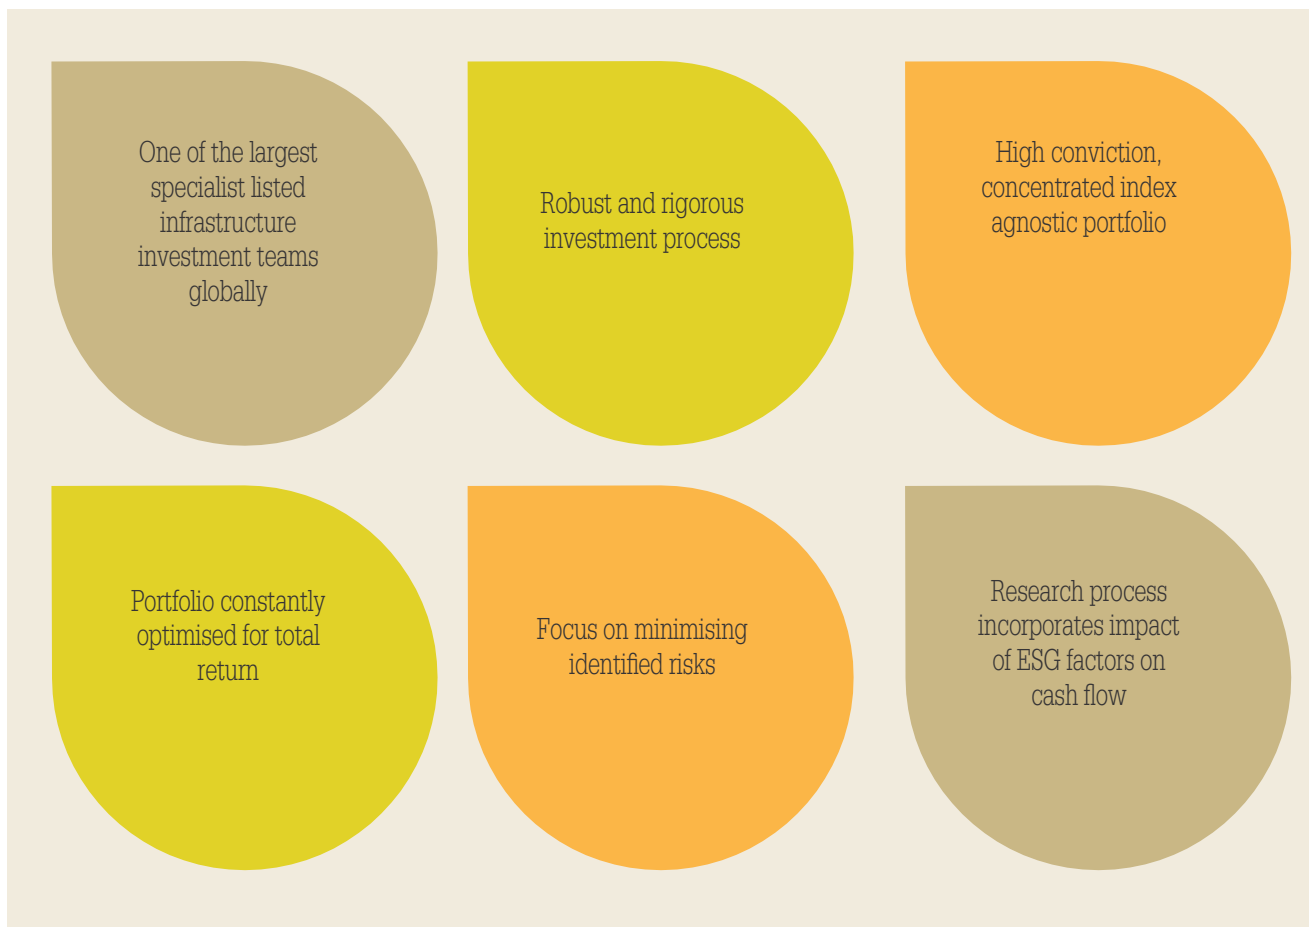 One of the largest
specialist listed
infrastructure
investment teams
globally
Robust and rigorous
investment process
High conviction,
concentrated index
agnostic portfolio
Portfolio constantly
optimised for total
return
Focus on minimising
identified risks
Research process
incorporates impact
of ESG factors on
cash flow